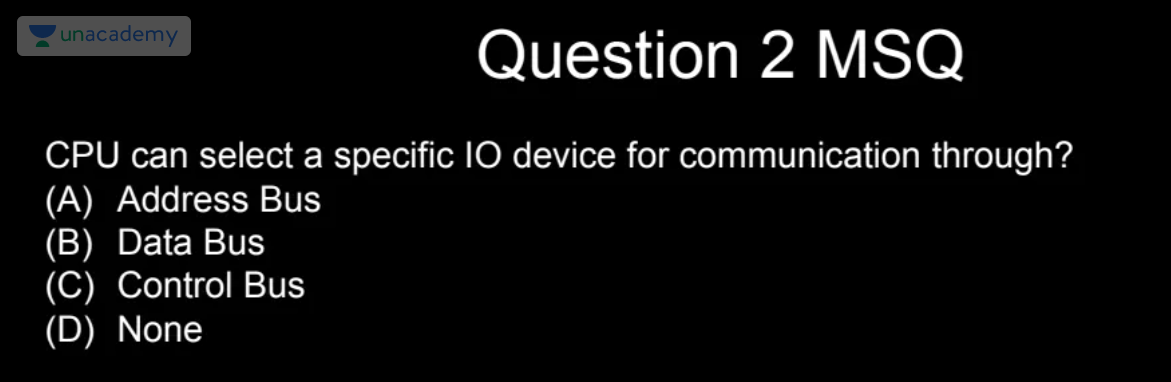 unacademy
Question 2 MSQ
CPU can select a specific IO device for communication through?
(A) Address Bus
(B) Data Bus
(C) Control Bus
(D) None